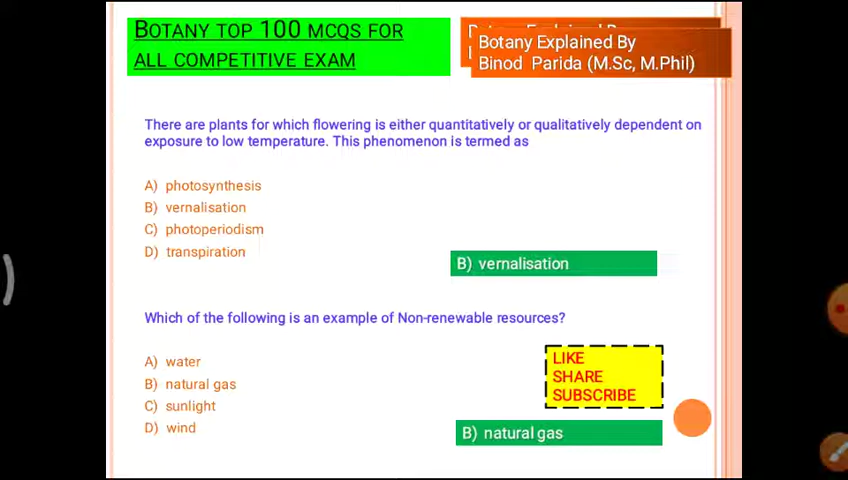 BOTANY TOP 100 MCQS FOR
ALL COMPETITIVE EXAM
Botany Explained By
Binod Parida (M.Sc, M.Phil)
There are plants for which flowering is either quantitatively or qualitatively dependent on
exposure to low temperature. This phenomenon is termed as
A) photosynthesis
B) vernalisation
C) photoperiodism
D) transpiration
B) vernalisation
Which of the following is an example of Non-renewable resources?
A) water
B) natural gas
C) sunlight
D) wind
LIKE
SHARE
SUBSCRIBE
B) natural gas